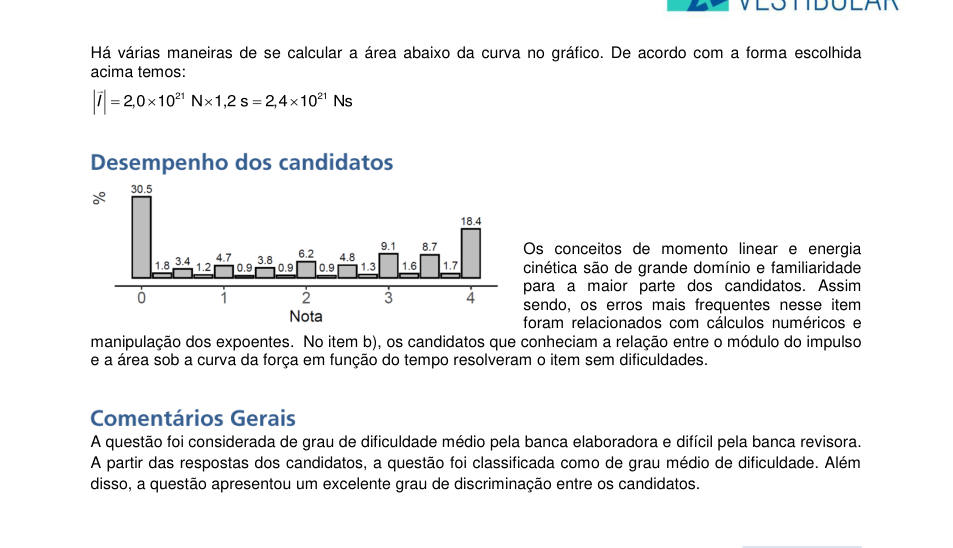 VESTIBULAR
Há várias maneiras de se calcular a área abaixo da curva no gráfico. De acordo com a forma escolhida
acima temos:
|I⃗| = 2,0×10²¹ N×1,2 s = 2,4×10²¹ Ns
Desempenho dos candidatos
%
30.5 1.8 3.4 1.2 4.7 0.9 3.8 0.9 6.2 0.9 4.8 1.3 9.1 1.6 8.7 1.7 18.4
0 1 2 3 4
Nota
Os conceitos de momento linear e energia
cinética são de grande domínio e familiaridade
para a maior parte dos candidatos. Assim
sendo, os erros mais frequentes nesse item
foram relacionados com cálculos numéricos e
manipulação dos expoentes. No item b), os candidatos que conheciam a relação entre o módulo do impulso
e a área sob a curva da força em função do tempo resolveram o item sem dificuldades.
Comentários Gerais
A questão foi considerada de grau de dificuldade médio pela banca elaboradora e difícil pela banca revisora.
A partir das respostas dos candidatos, a questão foi classificada como de grau médio de dificuldade. Além
disso, a questão apresentou um excelente grau de discriminação entre os candidatos.